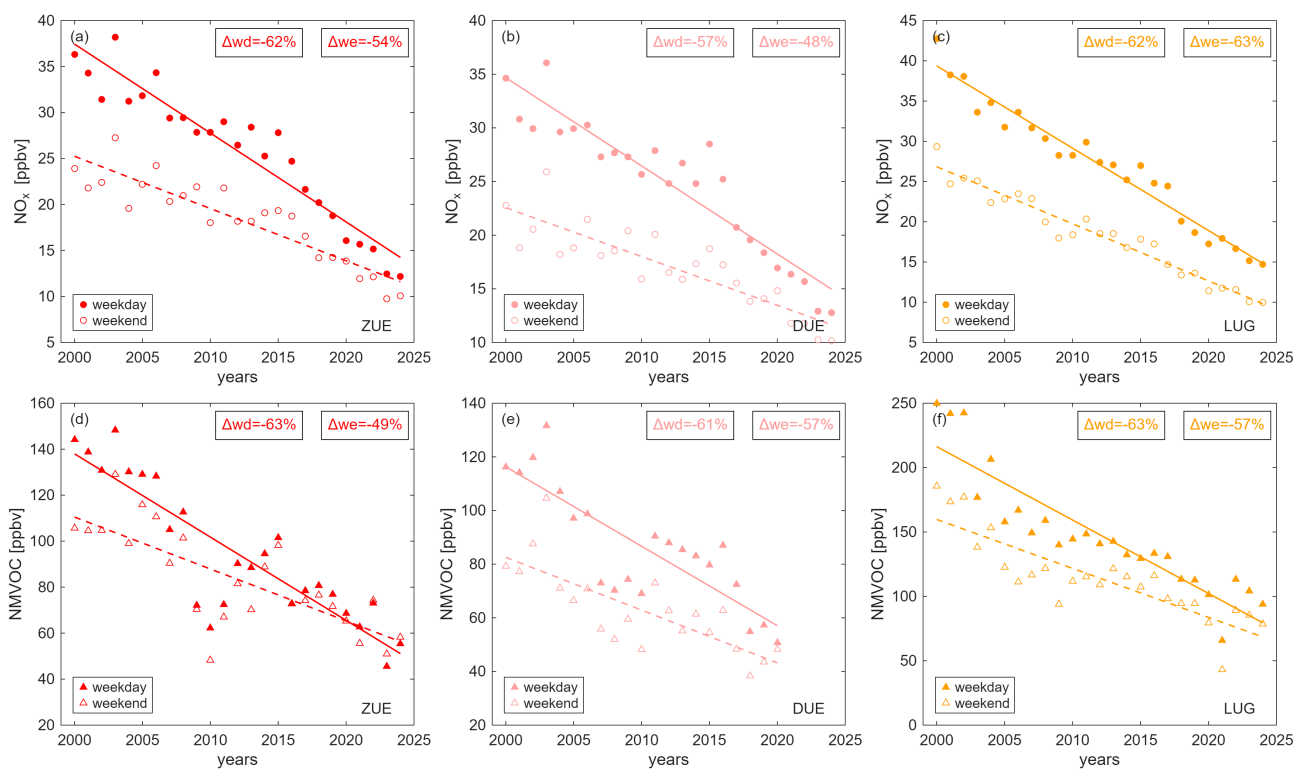 (a)
Δwd=-62%
Δwe=-54%
NOx [ppbv]
40
35
30
25
20
15
10
5
weekday
weekend
ZUE
2000 2005 2010 2015 2020 2025
years
(b)
Δwd=-57%
Δwe=-48%
NOx [ppbv]
40
35
30
25
20
15
10
weekday
weekend
DUE
2000 2005 2010 2015 2020 2025
years
(c)
Δwd=-62%
Δwe=-63%
NOx [ppbv]
45
40
35
30
25
20
15
10
5
weekday
weekend
LUG
2000 2005 2010 2015 2020 2025
years
(d)
Δwd=-63%
Δwe=-49%
NMVOC [ppbv]
160
140
120
100
80
60
40
20
weekday
weekend
ZUE
2000 2005 2010 2015 2020 2025
years
(e)
Δwd=-61%
Δwe=-57%
NMVOC [ppbv]
140
120
100
80
60
40
20
weekday
weekend
DUE
2000 2005 2010 2015 2020 2025
years
(f)
Δwd=-63%
Δwe=-57%
NMVOC [ppbv]
250
200
150
100
50
0
weekday
weekend
LUG
2000 2005 2010 2015 2020 2025
years